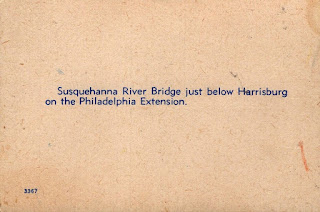 Susquehanna River Bridge just below Harrisburg
on the Philadelphia Extension.
3367